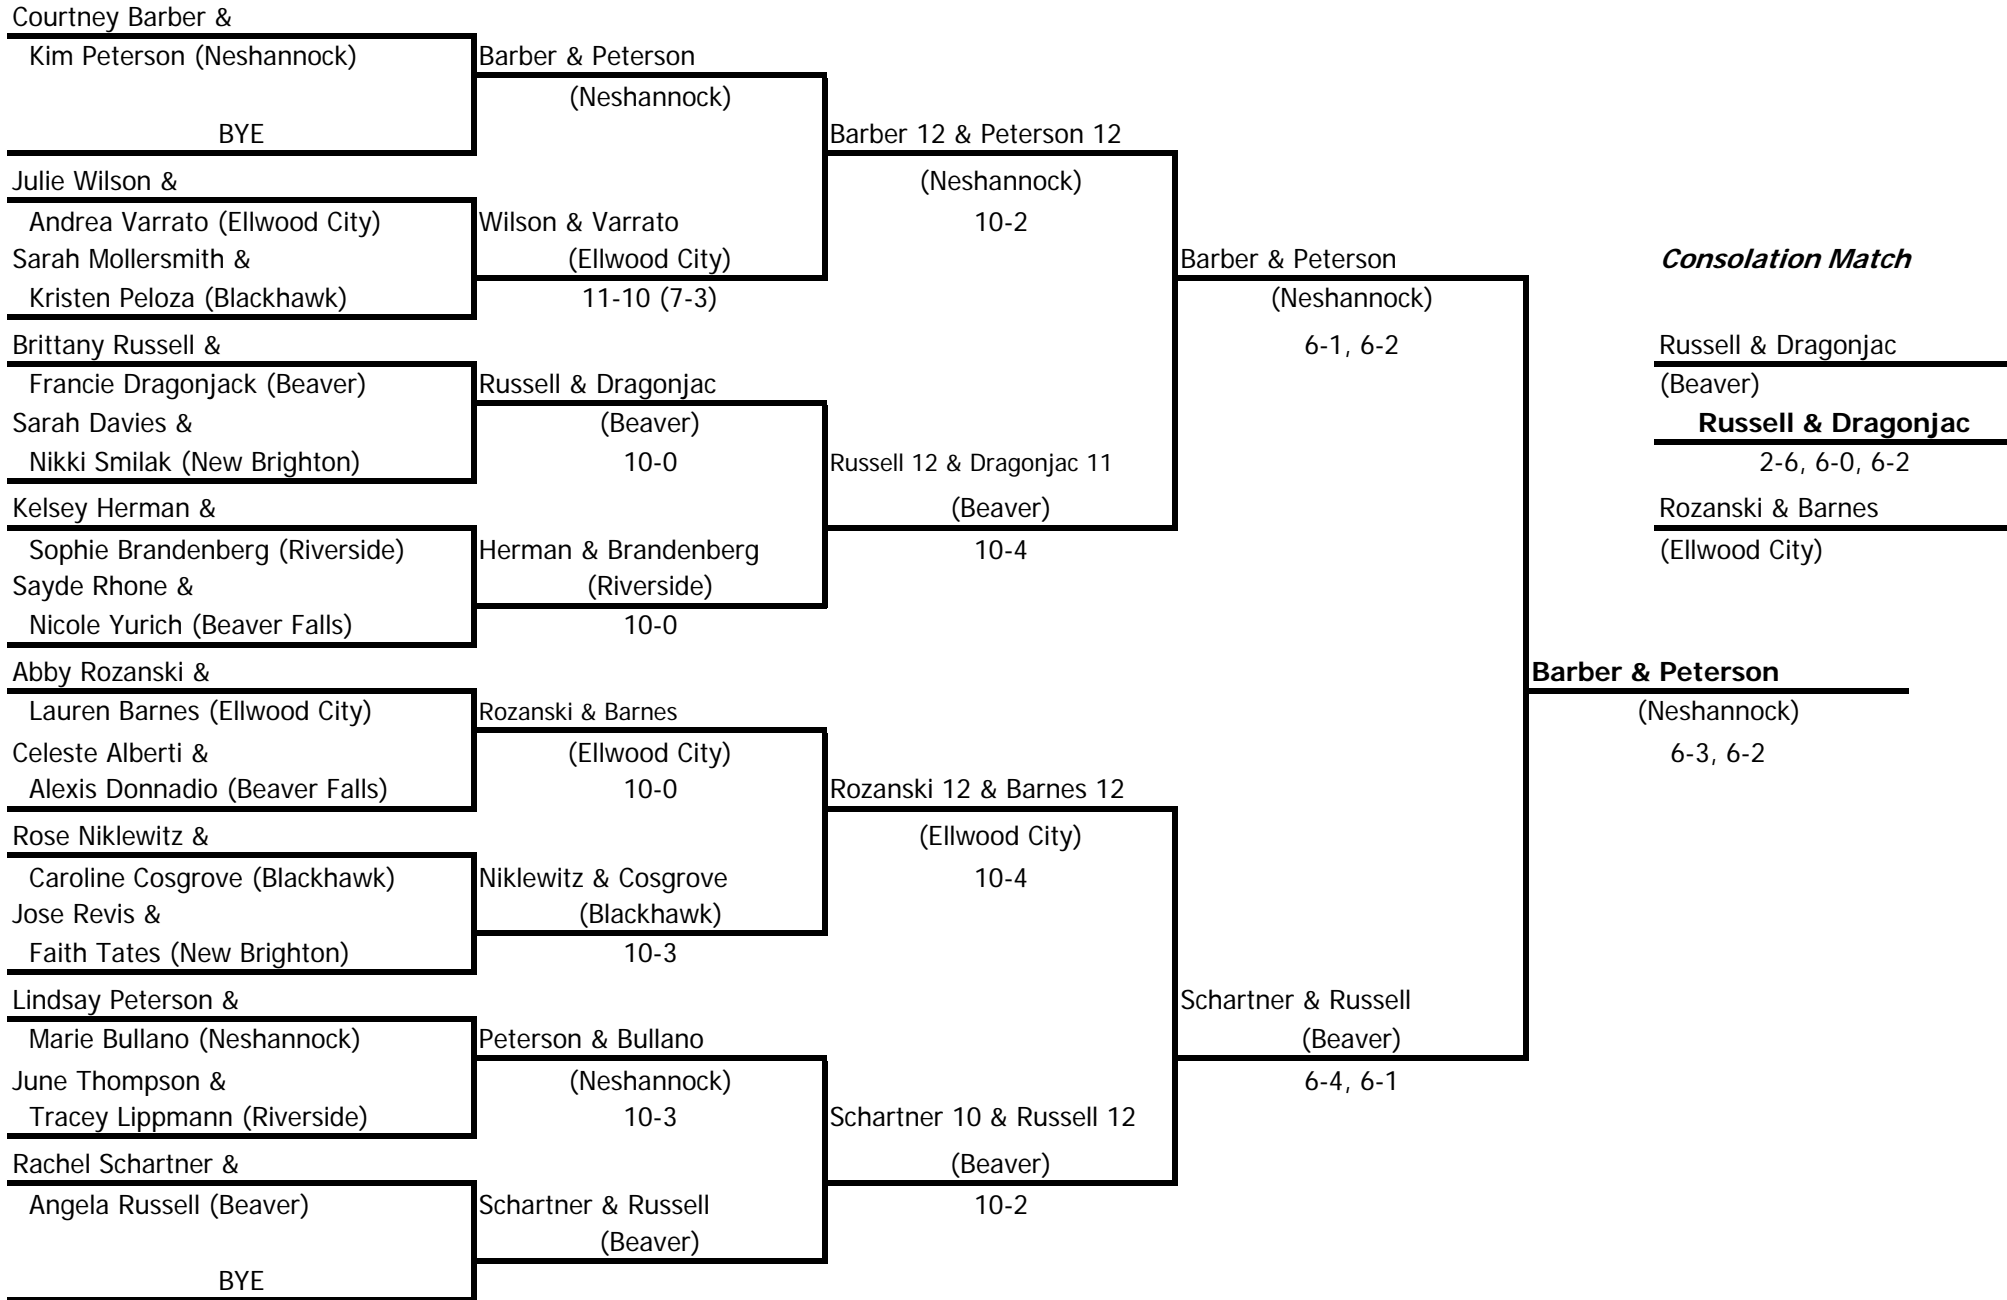 Courtney Barber &
Kim Peterson (Neshannock)
BYE
Julie Wilson &
Andrea Varrato (Ellwood City)
Sarah Mollersmith &
Kristen Peloza (Blackhawk)
Brittany Russell &
Francie Dragonjack (Beaver)
Sarah Davies &
Nikki Smilak (New Brighton)
Kelsey Herman &
Sophie Brandenberg (Riverside)
Sayde Rhone &
Nicole Yurich (Beaver Falls)
Abby Rozanski &
Lauren Barnes (Ellwood City)
Celeste Alberti &
Alexis Donnadio (Beaver Falls)
Rose Niklewitz &
Caroline Cosgrove (Blackhawk)
Jose Revis &
Faith Tates (New Brighton)
Lindsay Peterson &
Marie Bullano (Neshannock)
June Thompson &
Tracey Lippmann (Riverside)
Rachel Schartner &
Angela Russell (Beaver)
BYE
Barber & Peterson
(Neshannock)
Wilson & Varrato
(Ellwood City)
11-10 (7-3)
Russell & Dragonjac
(Beaver)
10-0
Herman & Brandenberg
(Riverside)
10-0
Rozanski & Barnes
(Ellwood City)
10-0
Niklewitz & Cosgrove
(Blackhawk)
10-3
Peterson & Bullano
(Neshannock)
10-3
Schartner & Russell
(Beaver)
Barber 12 & Peterson 12
(Neshannock)
10-2
Russell 12 & Dragonjac 11
(Beaver)
10-4
Rozanski 12 & Barnes 12
(Ellwood City)
10-4
Schartner 10 & Russell 12
(Beaver)
10-2
Barber & Peterson
(Neshannock)
6-1, 6-2
Schartner & Russell
(Beaver)
6-4, 6-1
Barber & Peterson
(Neshannock)
6-3, 6-2
Consolation Match
Russell & Dragonjac
(Beaver)
Russell & Dragonjac
2-6, 6-0, 6-2
Rozanski & Barnes
(Ellwood City)